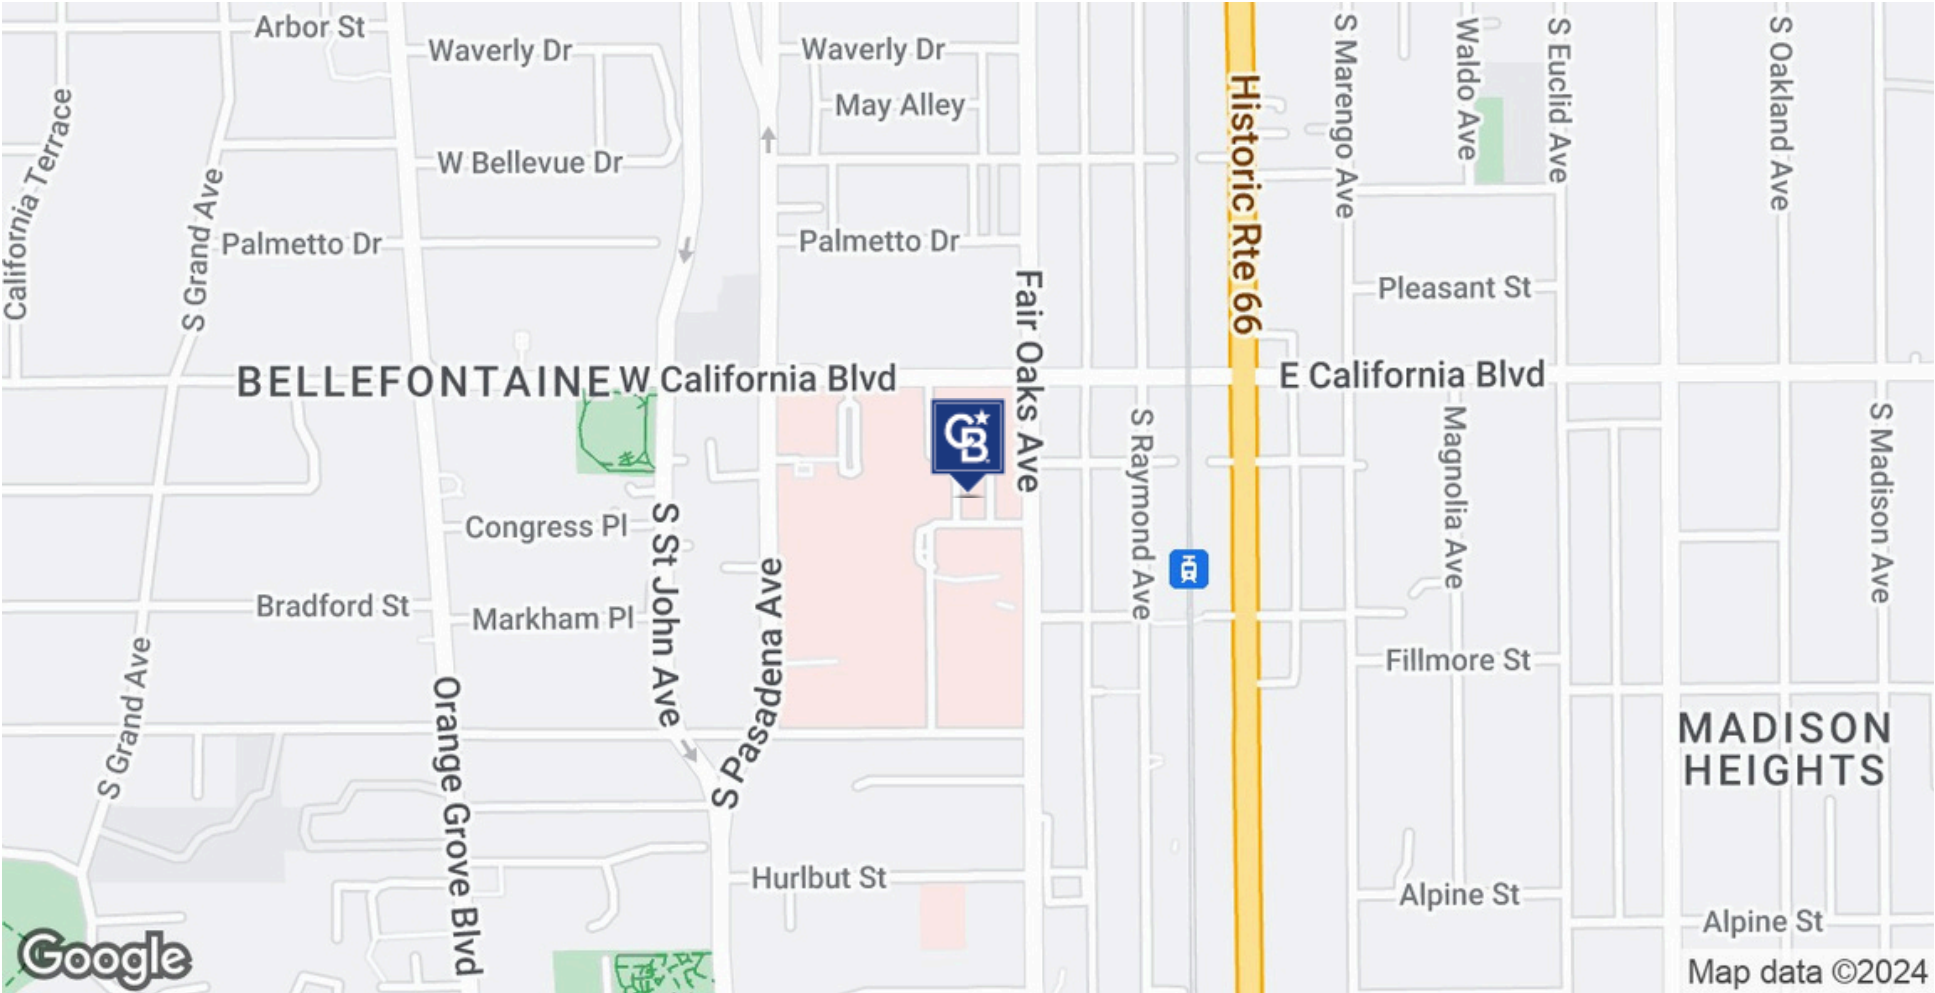 Arbor St
Waverly Dr
Waverly Dr
May Alley
W Bellevue Dr
Palmetto Dr
Palmetto Dr
California Terrace
S Grand Ave
Fair Oaks Ave
Historic Rte 66
S Marengo Ave
Waldo Ave
S Euclid Ave
S Oakland Ave
Pleasant St
BELLEFONTAINE
W California Blvd
E California Blvd
CB
S Raymond Ave
Magnolia Ave
S Madison Ave
Congress Pl
S St John Ave
S Pasadena Ave
Bradford St
Markham Pl
S Grand Ave
Orange Grove Blvd
Fillmore St
MADISON
HEIGHTS
Hurlbut St
Alpine St
Alpine St
Google
Map data ©2024